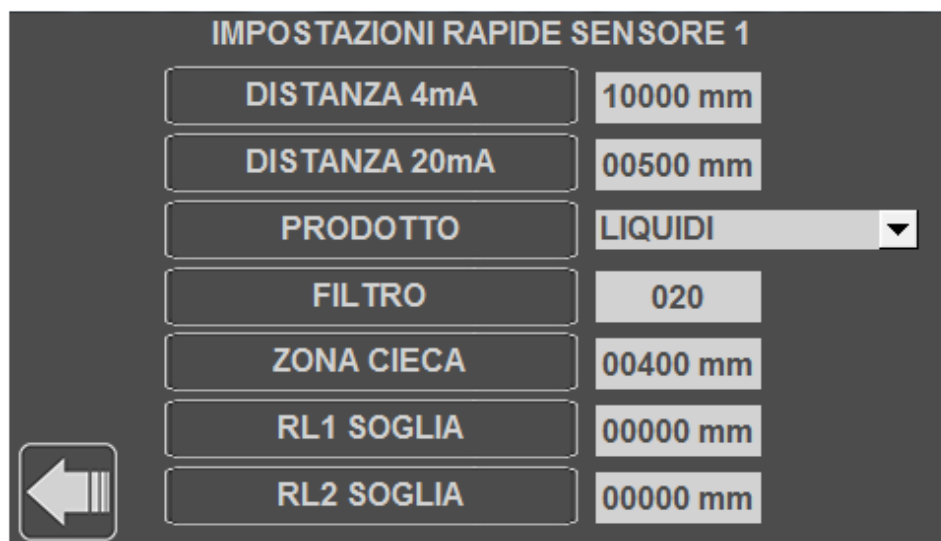 IMPOSTAZIONI RAPIDE SENSORE 1
DISTANZA 4mA 10000 mm
DISTANZA 20mA 00500 mm
PRODOTTO LIQUIDI
FILTRO 020
ZONA CIECA 00400 mm
RL1 SOGLIA 00000 mm
RL2 SOGLIA 00000 mm